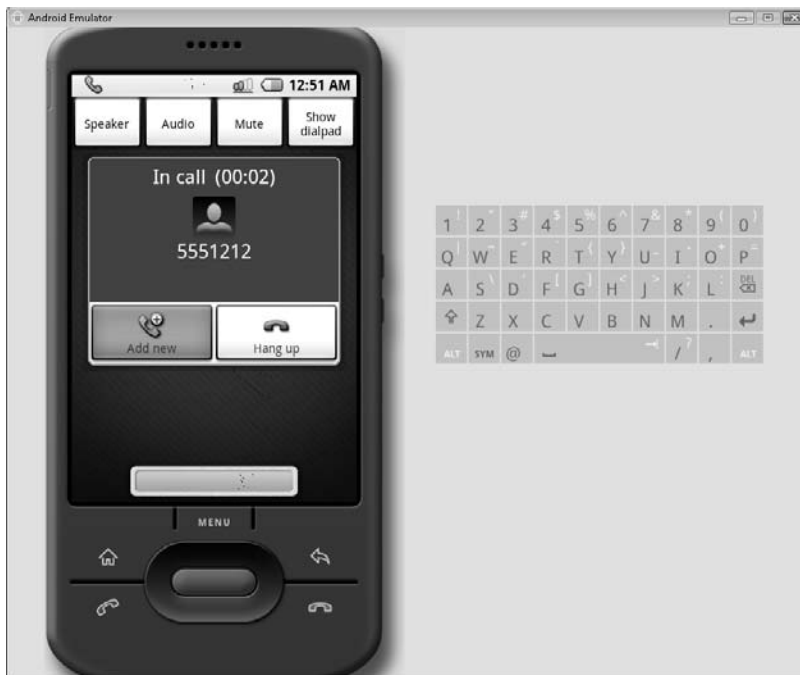 Android Emulator
12:51 AM
Speaker Audio Mute Show dialpad
In call (00:02)
5551212
Add new Hang up
MENU
1 ! 2 " 3 # 4 $ 5 % 6 ^ 7 & 8 * 9 ( 0 )
Q | W ~ E " R ` T { Y } U _ I - O + P =
A S \ D ' F [ G ] H < J > K ; L : DEL
Z X C V B N M .
ALT SYM @ / ? , ALT